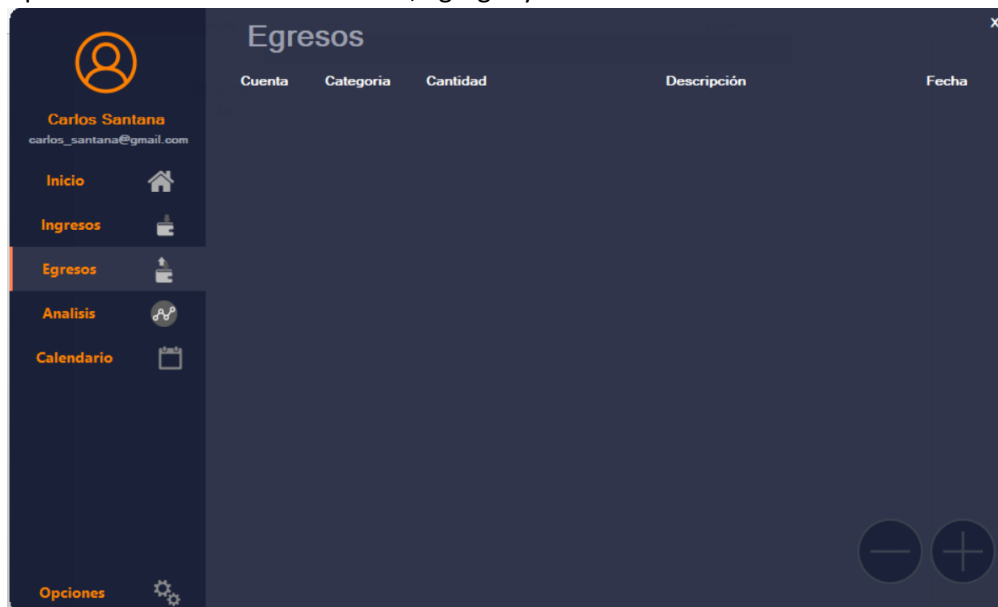 Egresos
x
Cuenta Categoria Cantidad Descripción Fecha
Carlos Santana
carlos_santana@gmail.com
Inicio
Ingresos
Egresos
Analisis
Calendario
Opciones